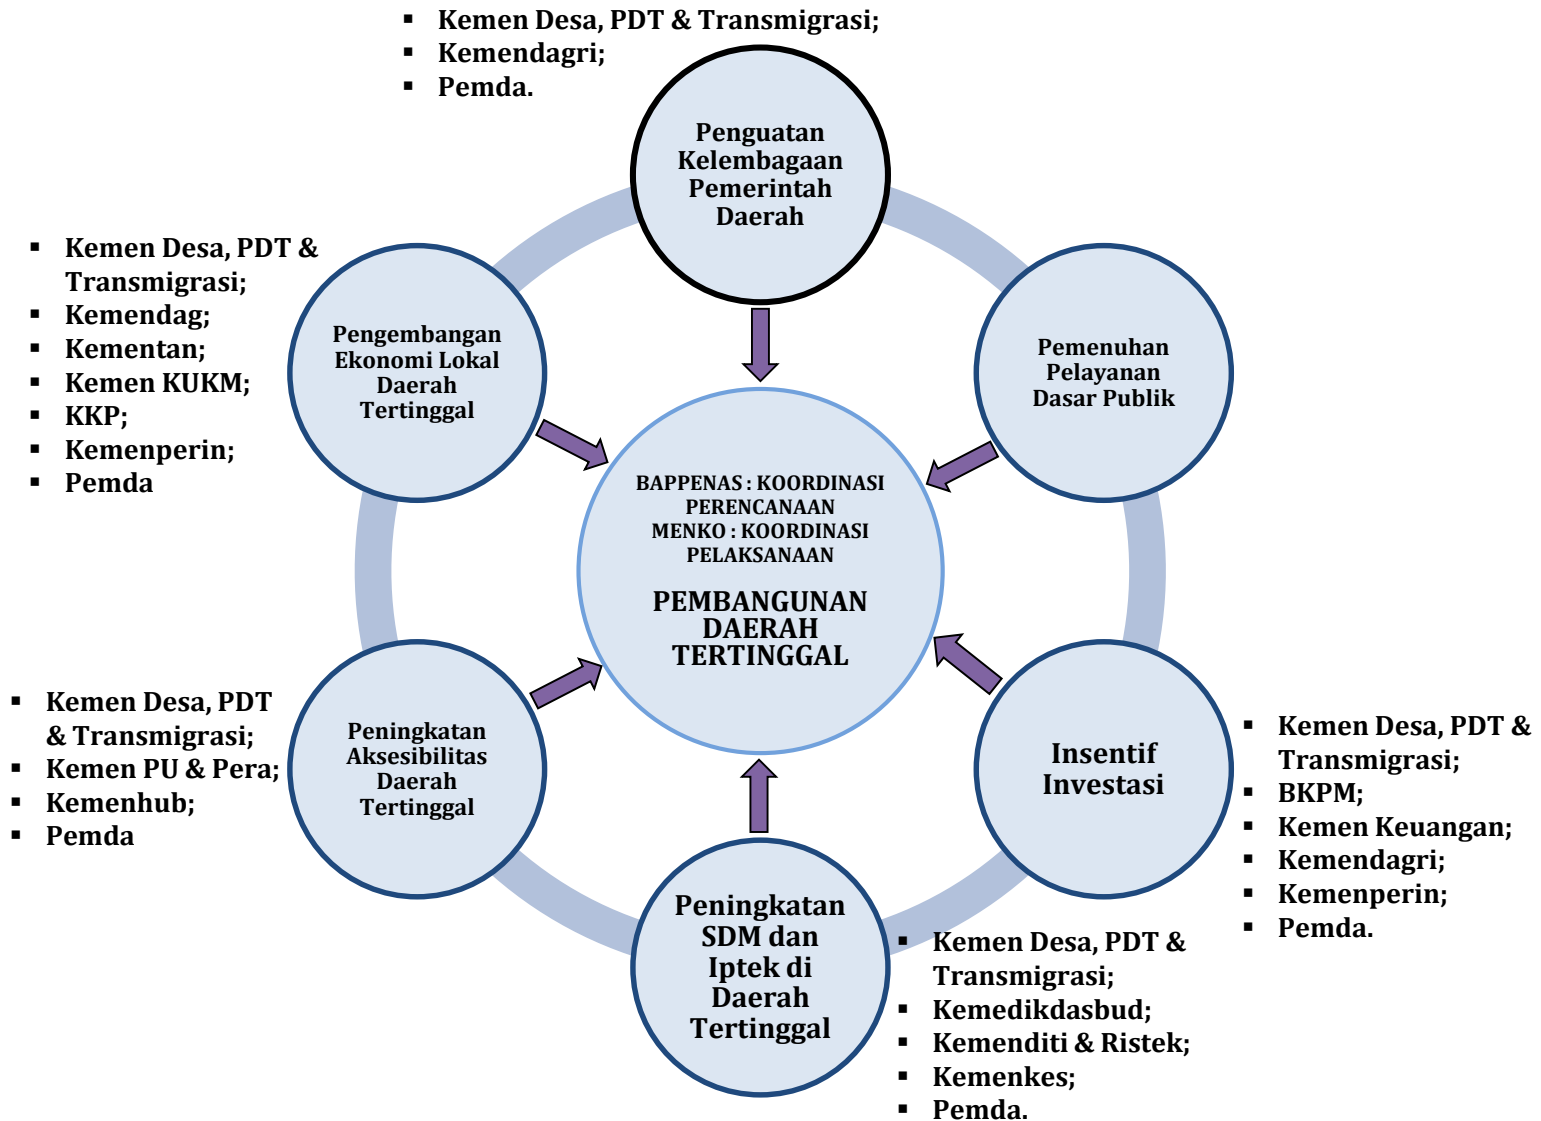 ▪ Kemen Desa, PDT & Transmigrasi;
▪ Kemendagri;
▪ Pemda.
Penguatan
Kelembagaan
Pemerintah
Daerah
▪ Kemen Desa, PDT &
Transmigrasi;
▪ Kemendag;
▪ Kementan;
▪ Kemen KUKM;
▪ KKP;
▪ Kemenperin;
▪ Pemda
Pengembangan
Ekonomi Lokal
Daerah
Tertinggal
Pemenuhan
Pelayanan
Dasar Publik
BAPPENAS : KOORDINASI
PERENCANAAN
MENKO : KOORDINASI
PELAKSANAAN
PEMBANGUNAN
DAERAH
TERTINGGAL
▪ Kemen Desa, PDT
& Transmigrasi;
▪ Kemen PU & Pera;
▪ Kemenhub;
▪ Pemda
Peningkatan
Aksesibilitas
Daerah
Tertinggal
Insentif
Investasi
▪ Kemen Desa, PDT &
Transmigrasi;
▪ BKPM;
▪ Kemen Keuangan;
▪ Kemendagri;
▪ Kemenperin;
▪ Pemda.
Peningkatan
SDM dan
Iptek di
Daerah
Tertinggal
▪ Kemen Desa, PDT &
Transmigrasi;
▪ Kemedikdasbud;
▪ Kemenditi & Ristek;
▪ Kemenkes;
▪ Pemda.